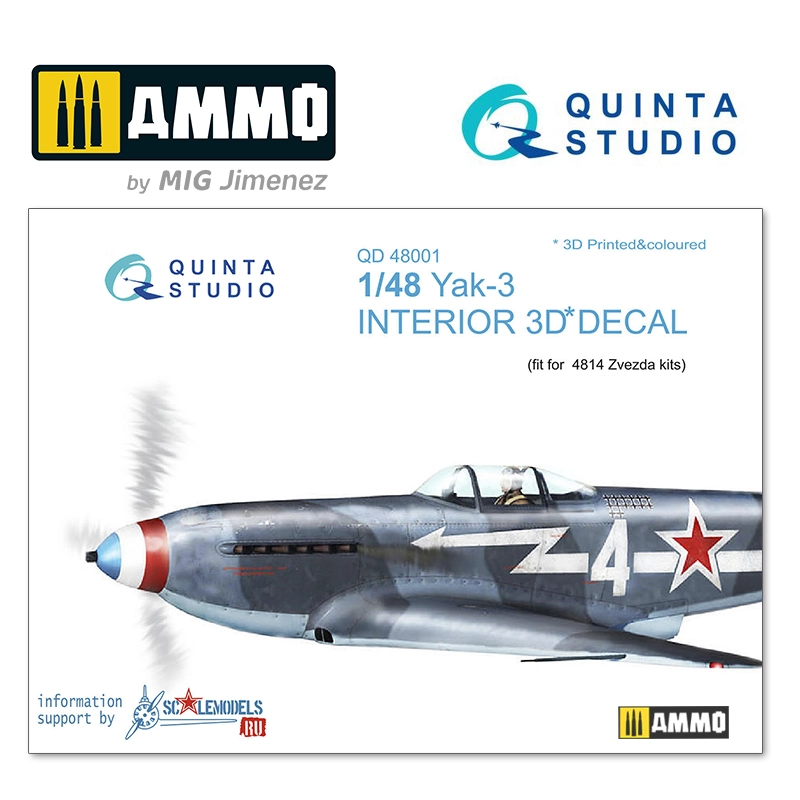 AMMO
by MIG Jimenez
QUINTA
STUDIO
QUINTA
STUDIO
* 3D Printed&coloured
QD 48001
1/48 Yak-3
INTERIOR 3D*DECAL
(fit for 4814 Zvezda kits)
4
information
support by
SCALEMODELS
RU
AMMO